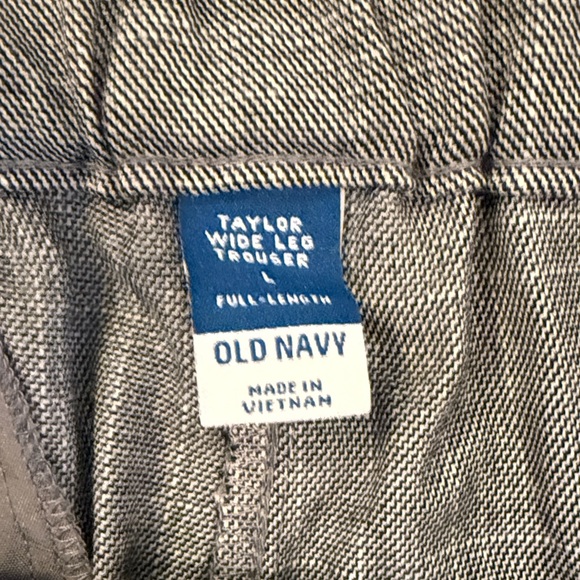 TAYLOR
WIDE LEG
TROUSER
L
FULL-LENGTH
OLD NAVY
MADE IN
VIETNAM